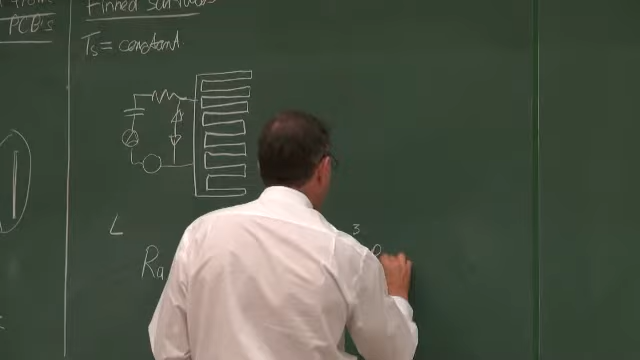 PCB's
Finned surfaces
Ts = constant.
L
3
Ra